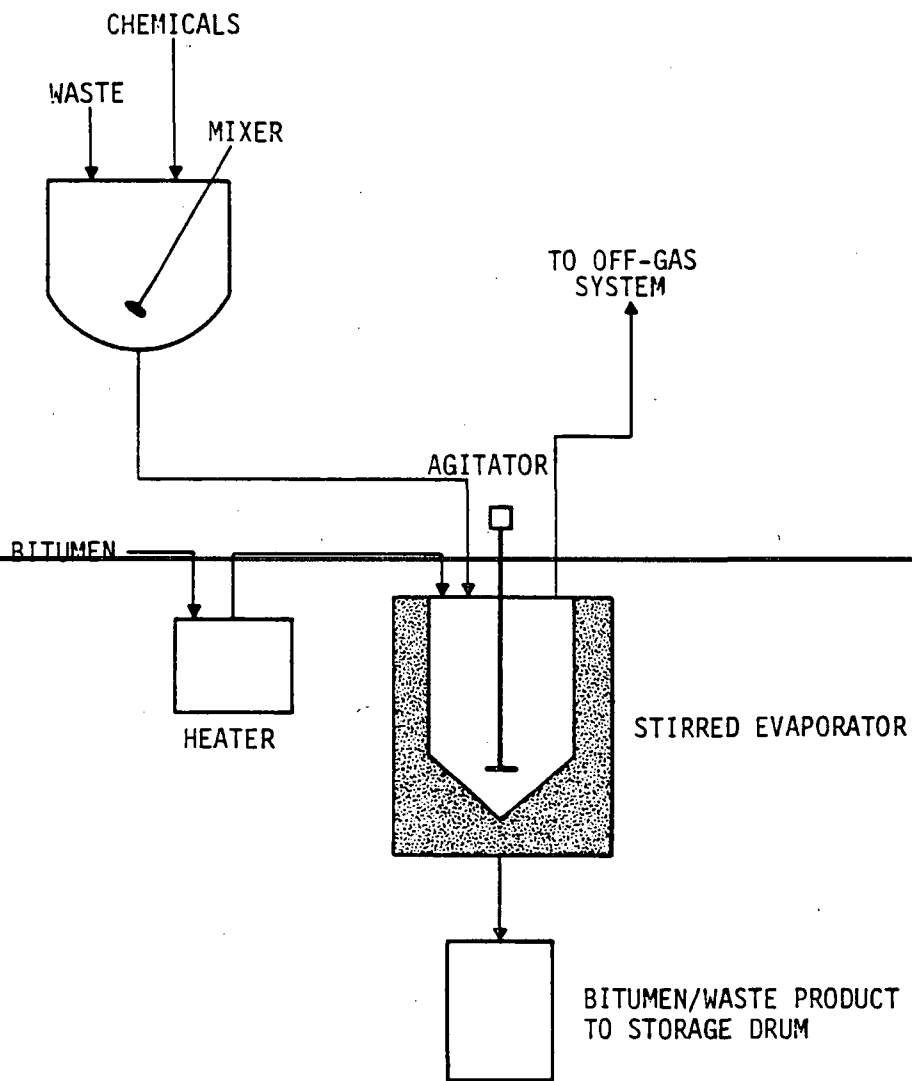 CHEMICALS
WASTE
MIXER
TO OFF-GAS
SYSTEM
AGITATOR
BITUMEN
HEATER
STIRRED EVAPORATOR
BITUMEN/WASTE PRODUCT
TO STORAGE DRUM